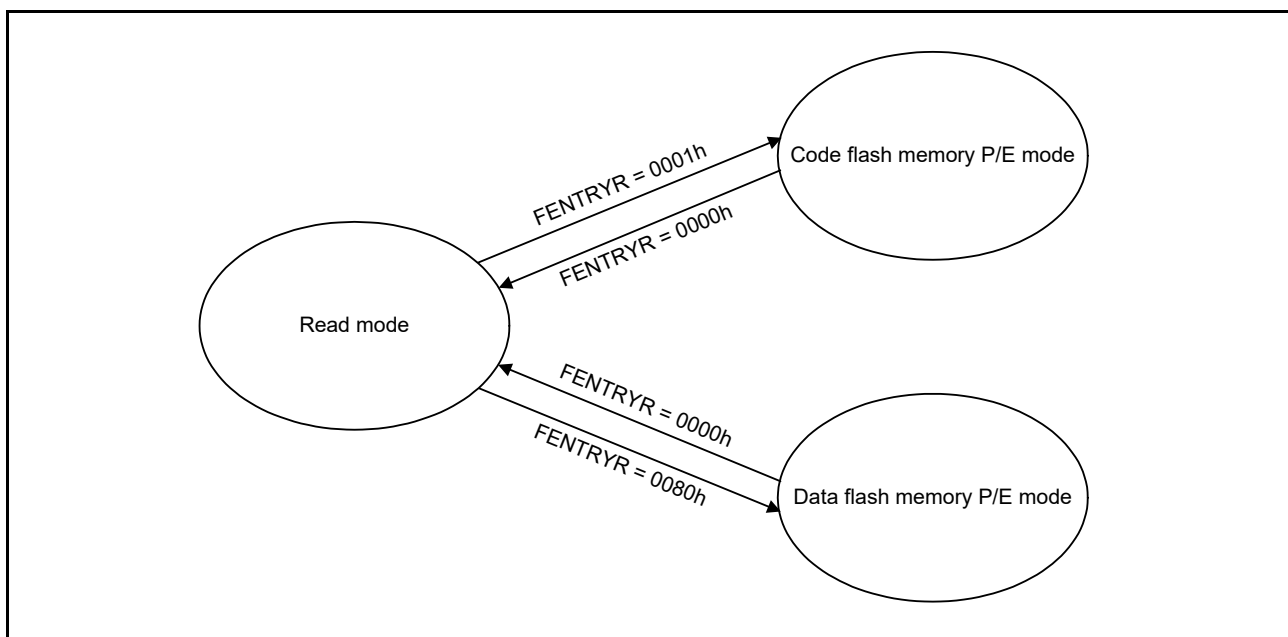 Code flash memory P/E mode
FENTRYR = 0001h
FENTRYR = 0000h
Read mode
FENTRYR = 0000h
FENTRYR = 0080h
Data flash memory P/E mode